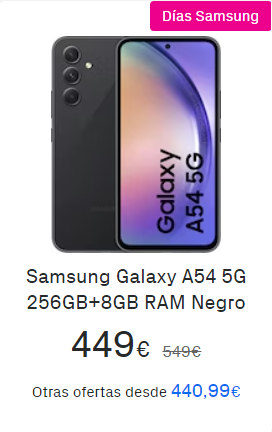 Días Samsung
Galaxy
A54 5G
Samsung Galaxy A54 5G
256GB+8GB RAM Negro
449€ 549€
Otras ofertas desde 440,99€